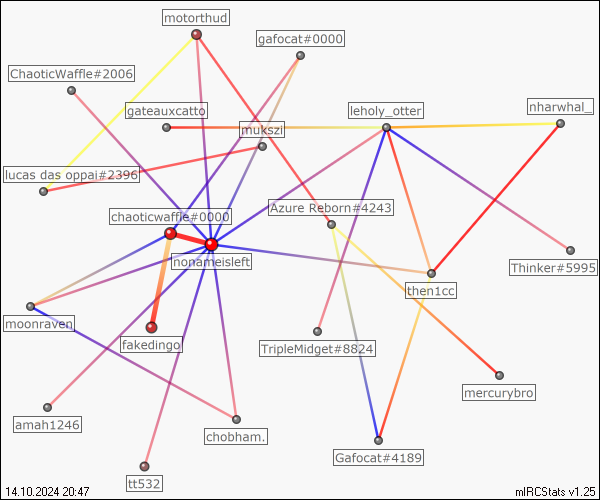 motorthud
gafocat#0000
ChaoticWaffle#2006
gateauxcatto
leholy_otter
nharwhal_
mukszi
lucas das oppai#2396
chaoticwaffle#0000
Azure Reborn#4243
nonameisleft
Thinker#5995
then1cc
moonraven
fakedingo
TripleMidget#8824
mercurybro
amah1246
chobham.
Gafocat#4189
tt532
14.10.2024 20:47
mIRCStats v1.25